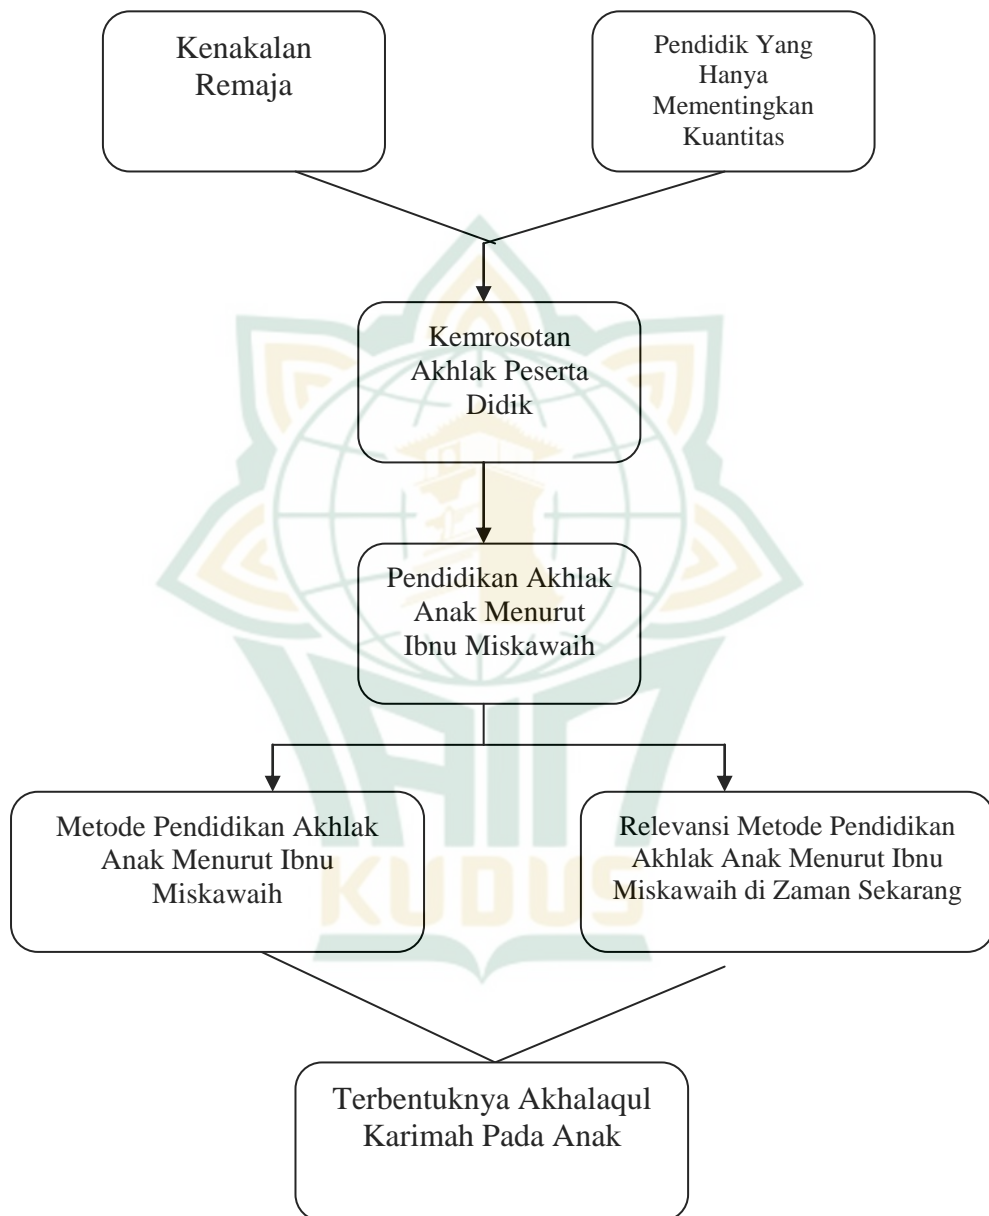 Kenakalan
Remaja
Pendidik Yang
Hanya
Mementingkan
Kuantitas
Kemrosotan
Akhlak Peserta
Didik
Pendidikan Akhlak
Anak Menurut
Ibnu Miskawaih
Metode Pendidikan Akhlak
Anak Menurut Ibnu
Miskawaih
Relevansi Metode Pendidikan
Akhlak Anak Menurut Ibnu
Miskawaih di Zaman Sekarang
IAIN
KUDUS
Terbentuknya Akhalaqul
Karimah Pada Anak